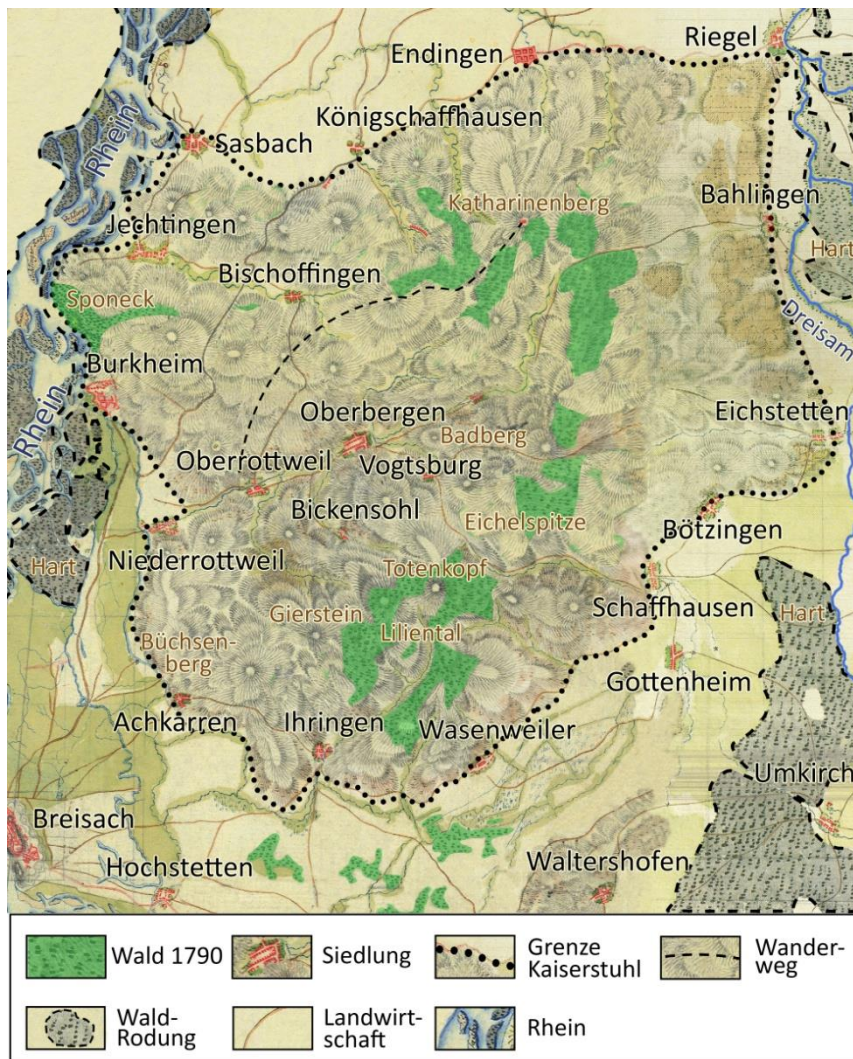 Riegel
Endingen
Königschaffhausen
Sasbach
Rhein
Katharinenberg
Bahlingen
Jechtingen
Hart
Bischoffingen
Sponeck
Dreisam
Burkheim
Rhein
Oberbergen
Eichstetten
Badberg
Oberrottweil
Vogtsburg
Bickensohl
Eichelspitze
Bötzingen
Niederrottweil
Hart
Totenkopf
Schaffhausen
Gierstein
Hart
Liliental
Büchsen-
berg
Gottenheim
Achkarren
Ihringen
Wasenweiler
Umkirch
Breisach
Hochstetten
Waltershofen
Wald 1790
Siedlung
Grenze
Kaiserstuhl
Wander-
weg
Wald-
Rodung
Landwirt-
schaft
Rhein